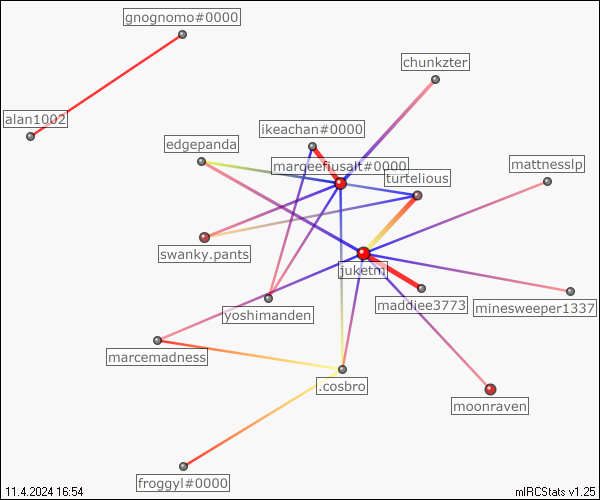 gnognomo#0000
chunkzter
alan1002
ikeachan#0000
edgepanda
margeefiusalt#0000
mattnesslp
turtelious
swanky.pants
juketm
yoshimanden
maddiee3773
minesweeper1337
marcemadness
.cosbro
moonraven
froggyl#0000
11.4.2024 16:54
mIRCStats v1.25